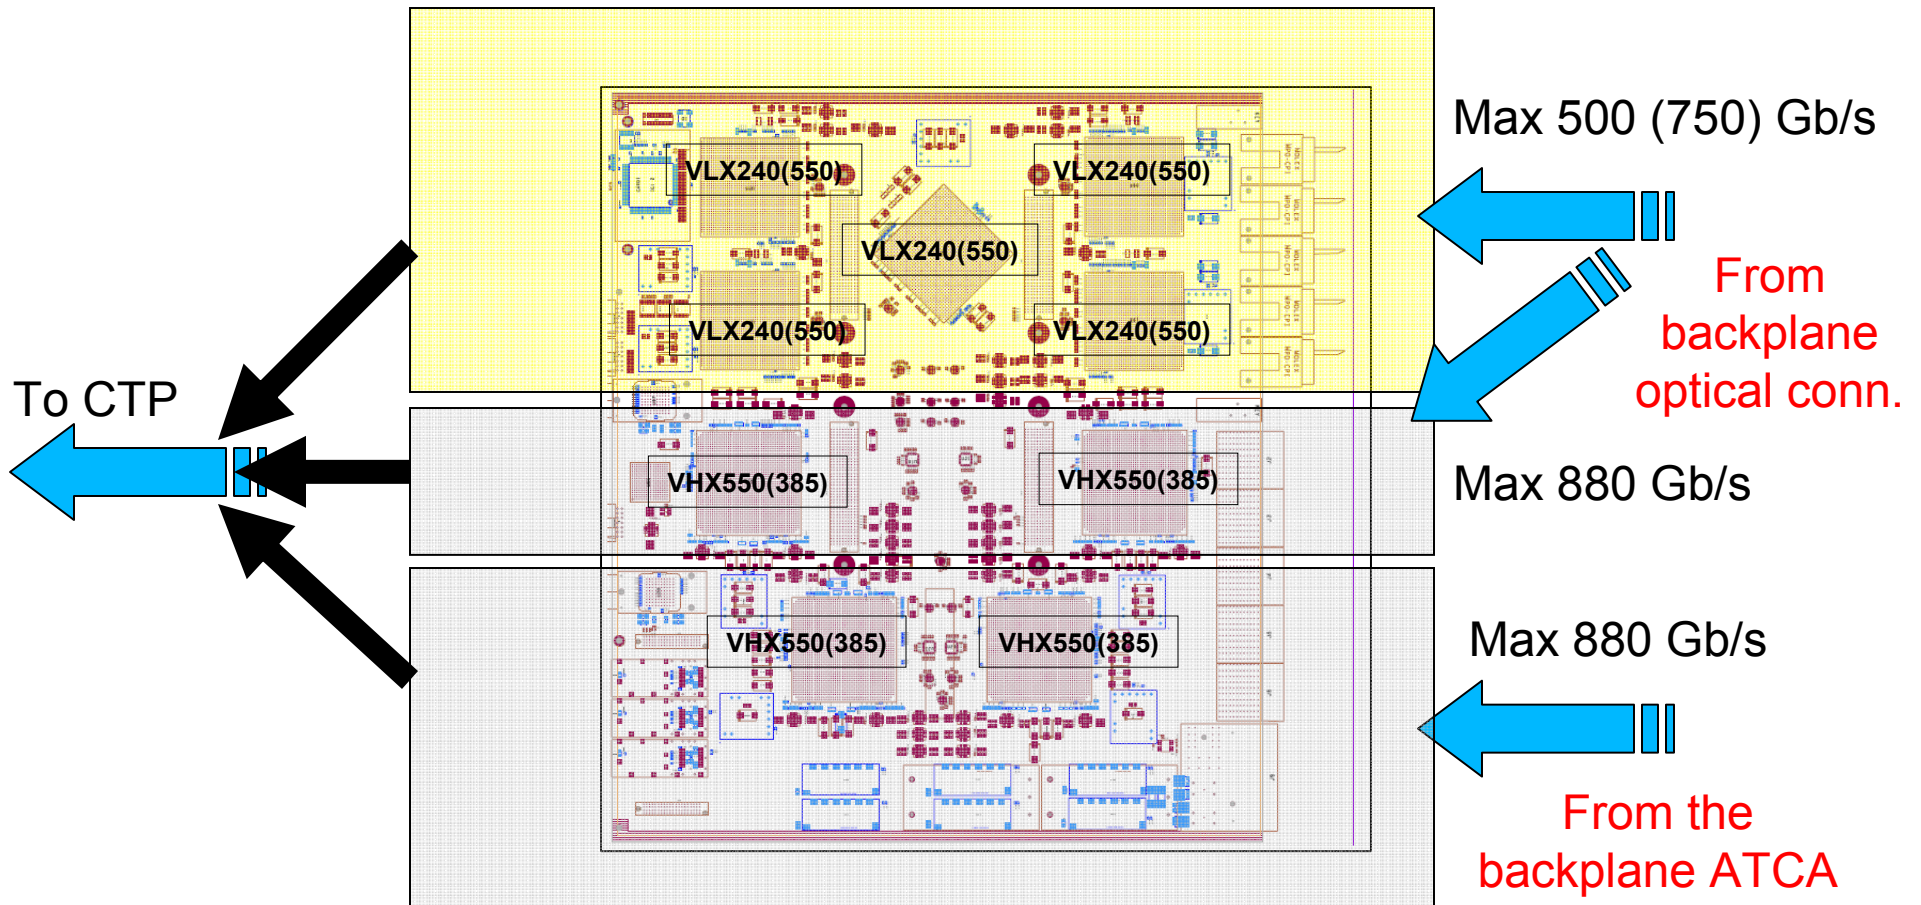 Max 500 (750) Gb/s
VLX240(550)
VLX240(550)
VLX240(550)
From
backplane
optical conn.
VLX240(550)
VLX240(550)
To CTP
VHX550(385)
VHX550(385)
Max 880 Gb/s
VHX550(385)
VHX550(385)
Max 880 Gb/s
From the
backplane ATCA